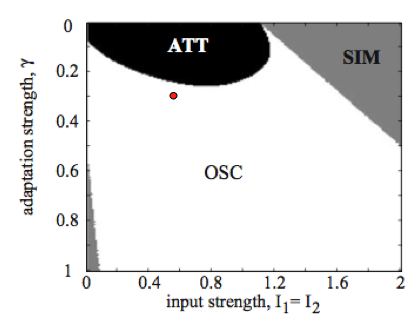 0
ATT
SIM
0.2
0.4
OSC
0.6
0.8
1
adaptation strength, γ
0 0.4 0.8 1.2 1.6 2
input strength, I₁= I₂